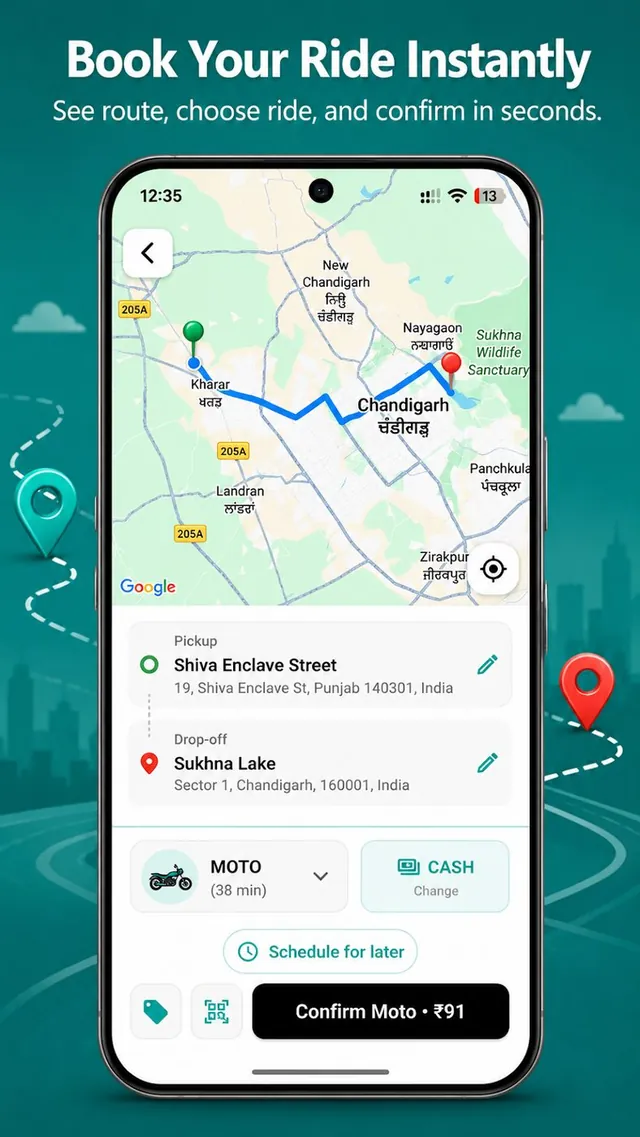 Book Your Ride Instantly
See route, choose ride, and confirm in seconds.
12:35
13
New
Chandigarh
ਨਿਊ
ਚੰਡੀਗੜ੍ਹ
205A
Nayagaon
Sukhna
Wildlife
Sanctuary
Kharar
ਖਰੜ
Chandigarh
ਚੰਡੀਗੜ੍ਹ
205A
Landran
ਲਾਂਡਰਾਂ
Panchkula
ਪੰਚਕੂਲਾ
205A
Zirakpur
ਜੀਰਕਪੁਰ
Google
Pickup
Shiva Enclave Street
19, Shiva Enclave St, Punjab 140301, India
Drop-off
Sukhna Lake
Sector 1, Chandigarh, 160001, India
MOTO
(38 min)
CASH
Change
Schedule for later
Confirm Moto • ₹91